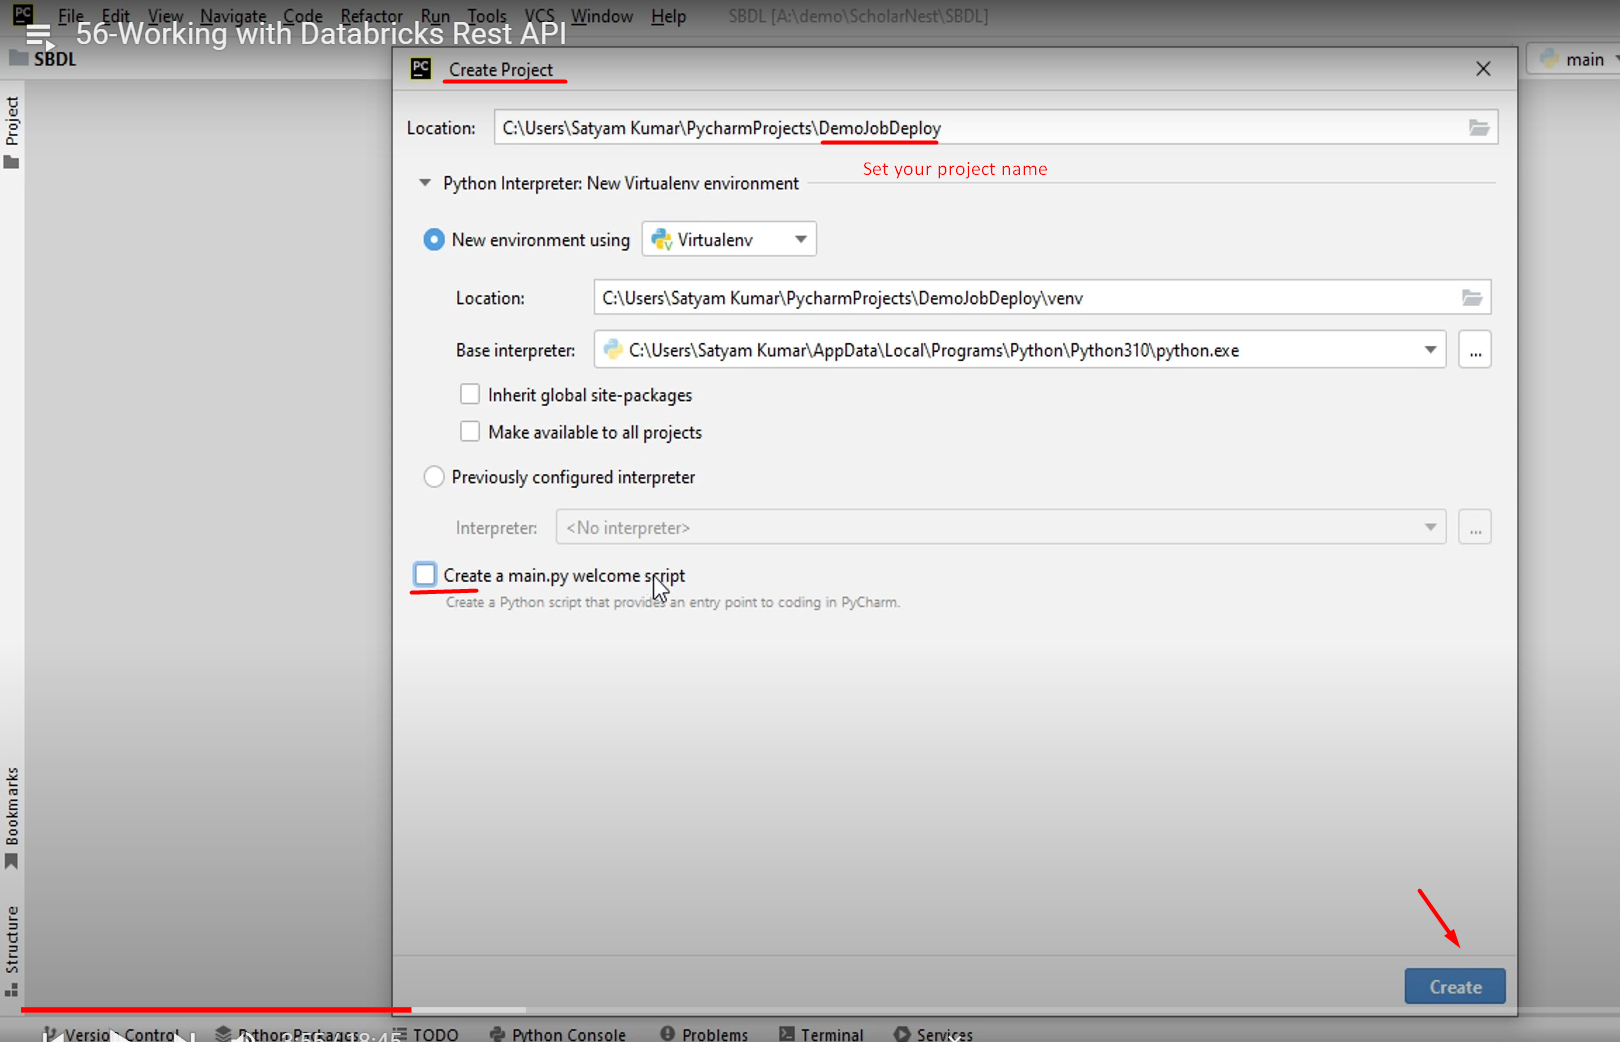 PC File Edit View Navigate Code Refactor Run Tools VCS Window Help SBDL [A:\demo\ScholarNest\SBDL]
56-Working with Databricks Rest API
SBDL
main
PC Create Project
Project
Location: C:\Users\Satyam Kumar\PycharmProjects\DemoJobDeploy
Set your project name
Python Interpreter: New Virtualenv environment
New environment using Virtualenv
Location: C:\Users\Satyam Kumar\PycharmProjects\DemoJobDeploy\venv
Base interpreter: C:\Users\Satyam Kumar\AppData\Local\Programs\Python\Python310\python.exe ...
Inherit global site-packages
Make available to all projects
Previously configured interpreter
Interpreter: <No interpreter> ...
Create a main.py welcome script
Create a Python script that provides an entry point to coding in PyCharm.
Bookmarks
Structure
Create
Version Control Python Packages TODO Python Console Problems Terminal Services